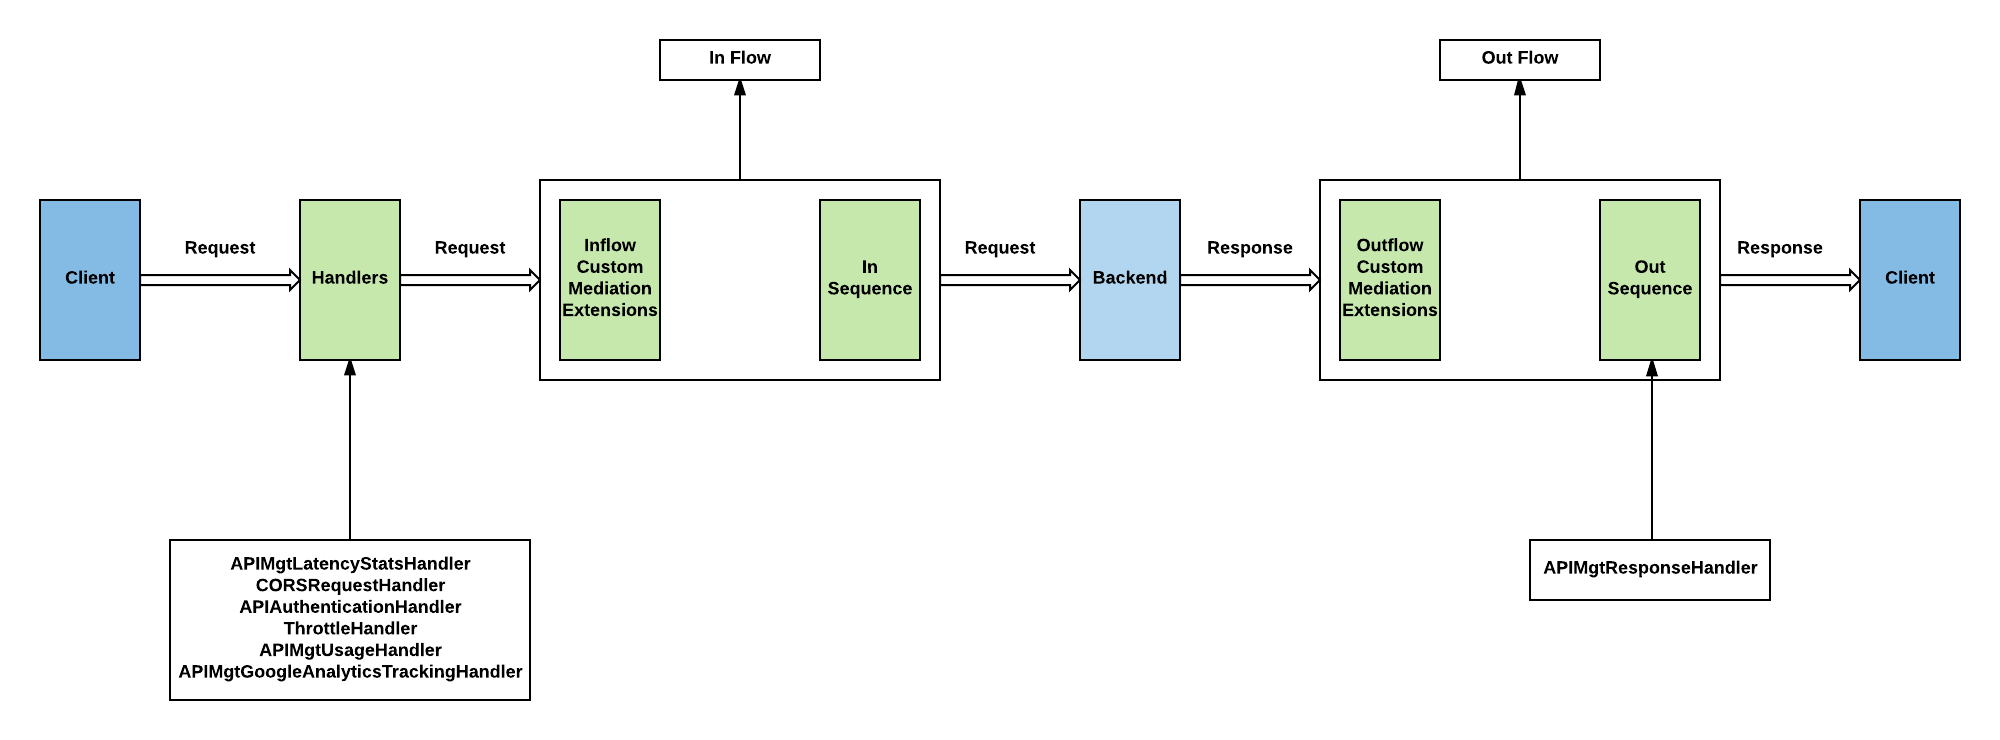 In Flow
Out Flow
Client
Request
Handlers
Request
Inflow
Custom
Mediation
Extensions
In
Sequence
Request
Backend
Response
Outflow
Custom
Mediation
Extensions
Out
Sequence
Response
Client
APIMgtLatencyStatsHandler
CORSRequestHandler
APIAuthenticationHandler
ThrottleHandler
APIMgtUsageHandler
APIMgtGoogleAnalyticsTrackingHandler
APIMgtResponseHandler